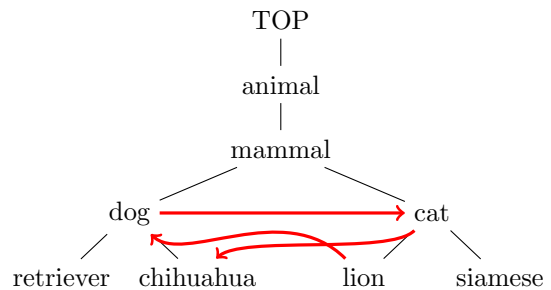 TOP
animal
mammal
dog cat
retriever chihuahua lion siamese